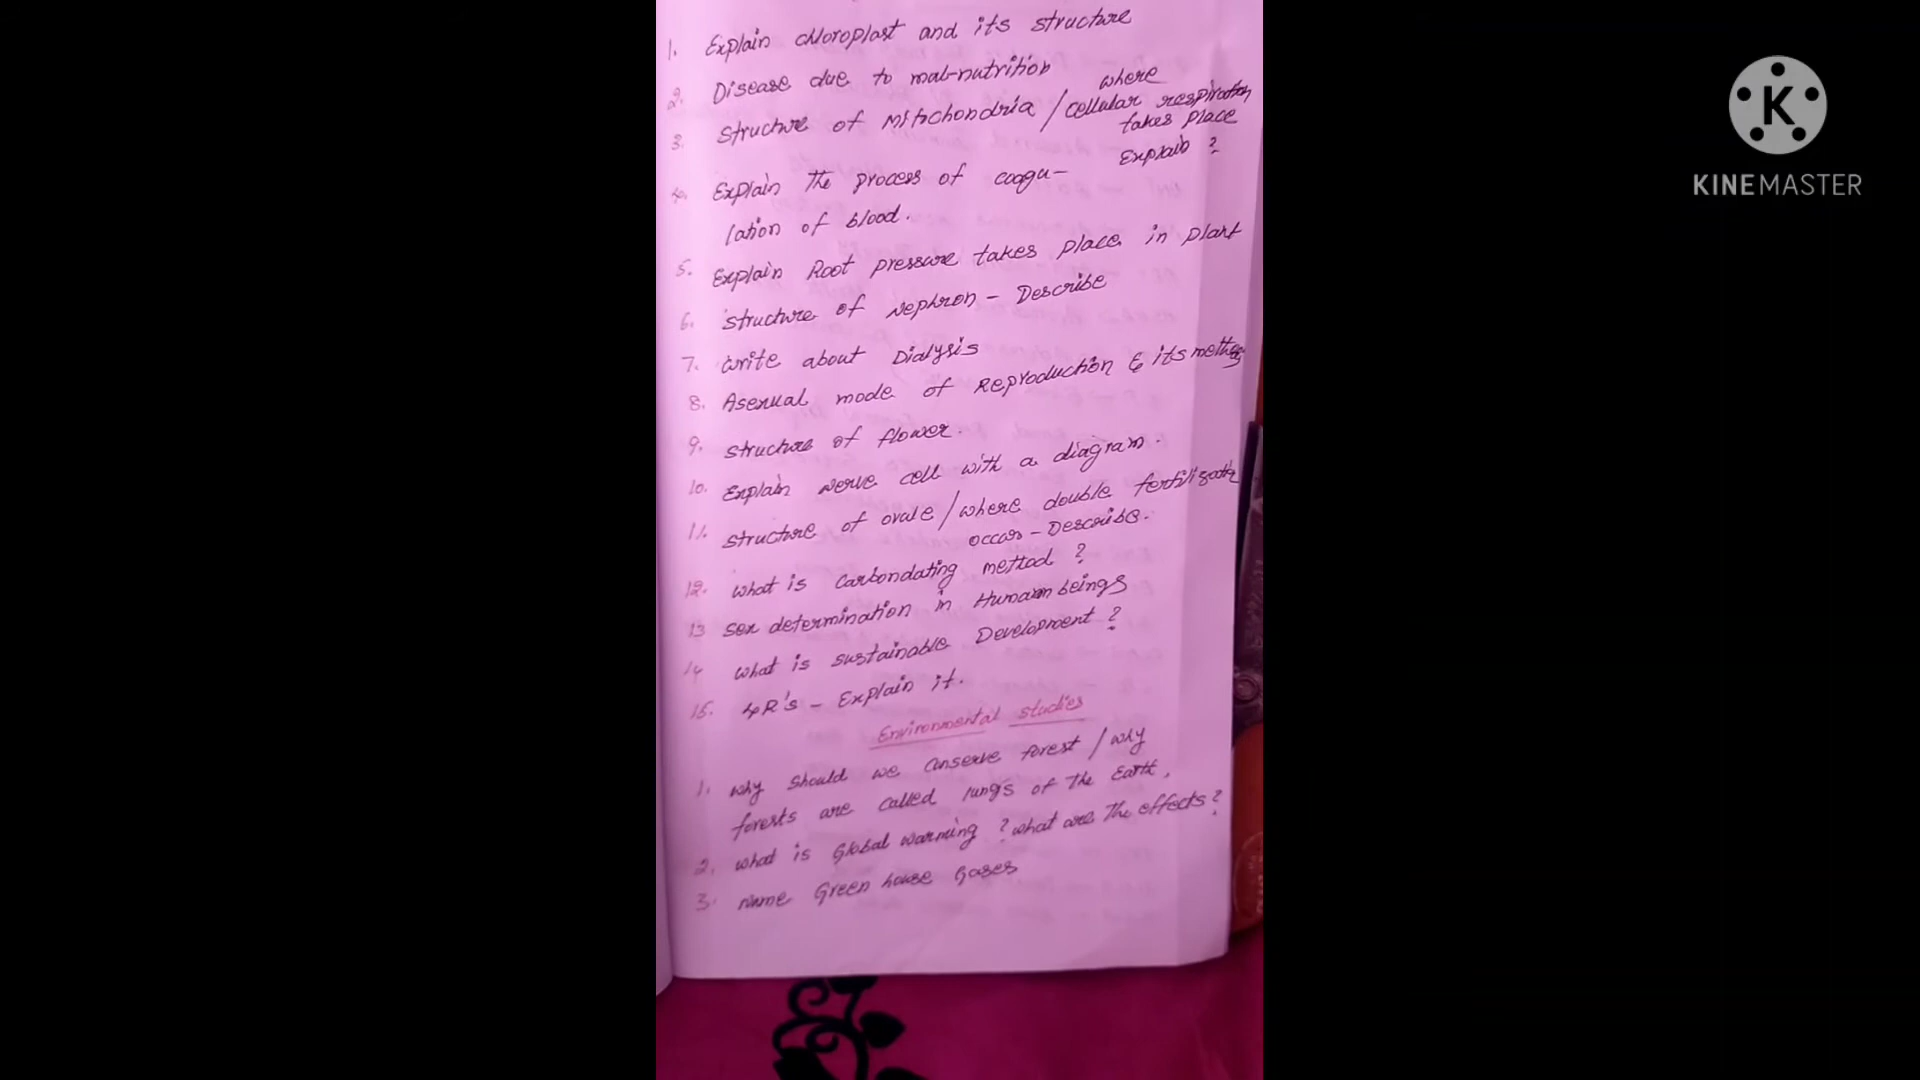 1. Explain chloroplast and its structure
2. Disease due to mal-nutrition
3. Structure of Mitochondria / where cellular respiration takes place Explain ?
4. Explain The process of coagu-
lation of blood.
5. Explain Root pressure takes place in plant
6. structure of Nephron - Describe
7. write about Dialysis
8. Asexual mode of Reproduction & its methods
9. structure of flower.
10. Explain nerve cell with a diagram.
11. structure of ovule / where double fertilization
occurs - Describe.
12. what is carbondating method ?
13 sex determination in Human beings
14 what is sustainable Development ?
15. 4R's - Explain it.
Environmental studies
1. why should we conserve forest / why
forests are called lungs of the Earth.
2. what is Global warming ? what are The effects ?
3. name Green house Gases
K
KINEMASTER